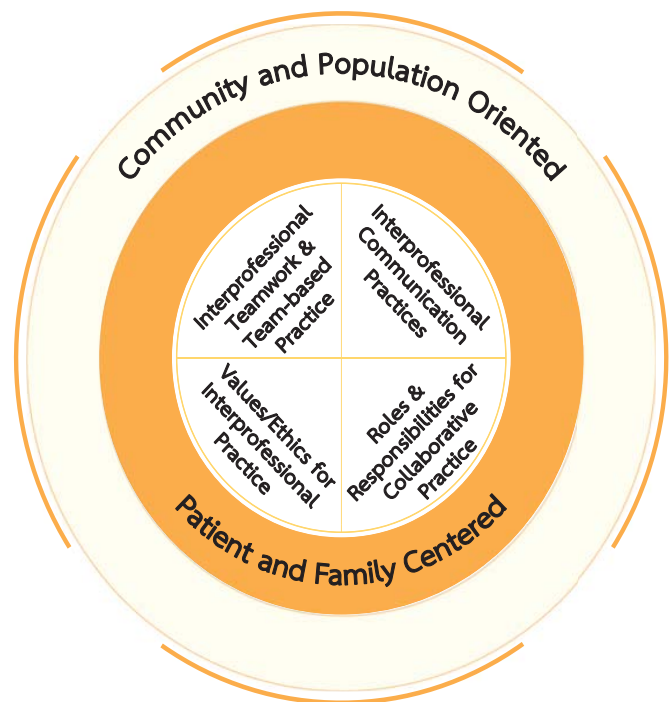 Community and Population Oriented
Interprofessional
Teamwork &
Team-based
Practice
Interprofessional
Communication
Practices
Values/Ethics for
Interprofessional
Practice
Roles &
Responsibilities for
Collaborative
Practice
Patient and Family Centered